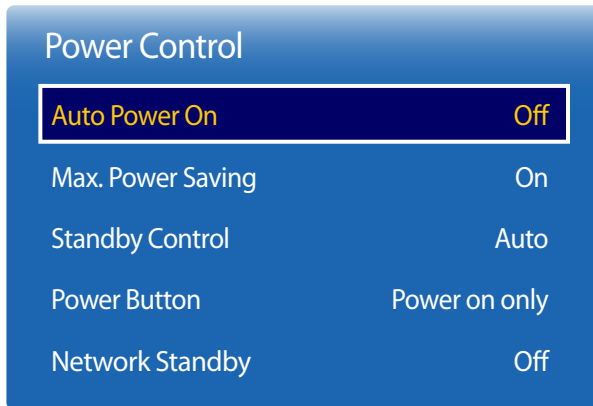 Power Control
Auto Power On Off
Max. Power Saving On
Standby Control Auto
Power Button Power on only
Network Standby Off